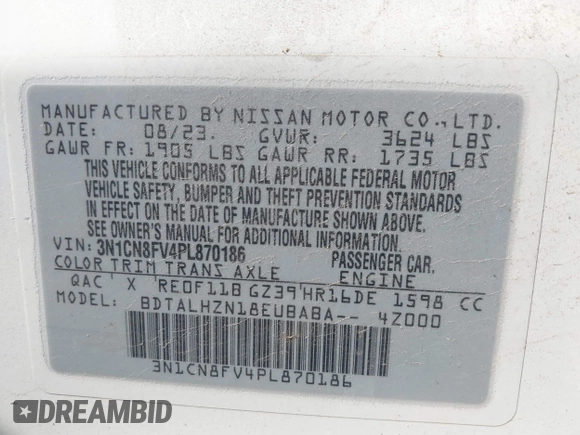 MANUFACTURED BY NISSAN MOTOR CO., LTD.
DATE: 08/23. GVWR: 3624 LBS
GAWR FR: 1905 LBS GAWR RR: 1735 LBS
THIS VEHICLE CONFORMS TO ALL APPLICABLE FEDERAL MOTOR
VEHICLE SAFETY, BUMPER AND THEFT PREVENTION STANDARDS
IN EFFECT ON THE DATE OF MANUFACTURE SHOWN ABOVE.
SEE OWNER'S MANUAL FOR ADDITIONAL INFORMATION.
VIN: 3N1CN8FV4PL870186 PASSENGER CAR.
COLOR TRIM TRANS AXLE ENGINE
QAC X RE0F11B GZ39 HR16DE 1598 CC
MODEL: BDTALHZN18EUBABA-- 4Z000
3N1CN8FV4PL870186
DREAMBID